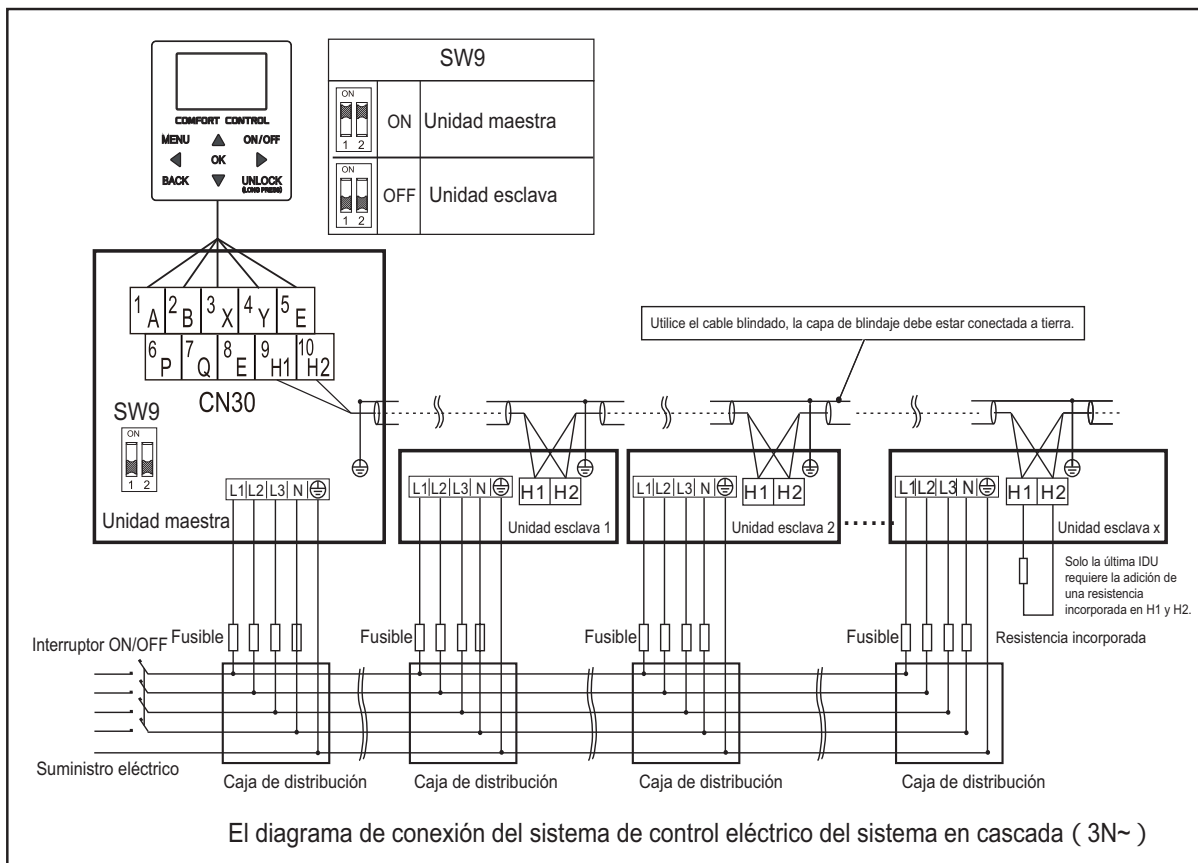 SW9
COMFORT CONTROL
MENU ON/OFF
OK
BACK UNLOCK
(LONG PRESS)
ON
1 2
ON Unidad maestra
ON
1 2
OFF Unidad esclava
1 A 2 B 3 X 4 Y 5 E
6 P 7 Q 8 E 9 H1 10 H2
CN30
Utilice el cable blindado, la capa de blindaje debe estar conectada a tierra.
SW9
ON
1 2
L1 L2 L3 N
Unidad maestra
L1 L2 L3 N H1 H2
Unidad esclava 1
L1 L2 L3 N H1 H2
Unidad esclava 2
L1 L2 L3 N H1 H2
Unidad esclava x
Solo la última IDU
requiere la adición de
una resistencia
incorporada en H1 y H2.
Interruptor ON/OFF
Fusible
Fusible
Fusible
Fusible
Resistencia incorporada
Suministro eléctrico
Caja de distribución
Caja de distribución
Caja de distribución
Caja de distribución
El diagrama de conexión del sistema de control eléctrico del sistema en cascada ( 3N~ )